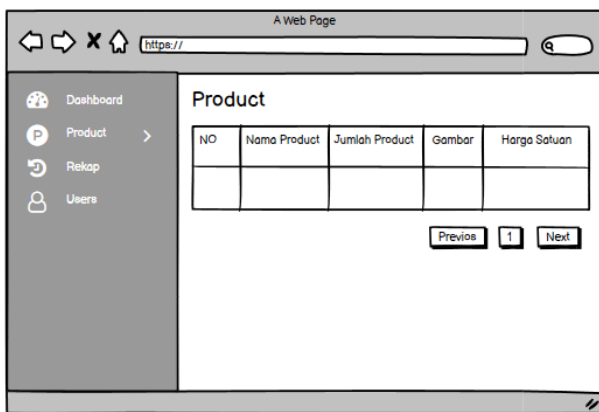 A Web Page
https://
Dashboard
Product
Rekap
Users
Product
NO Nama Product Jumlah Product Gambar Harga Satuan
Previos 1 Next